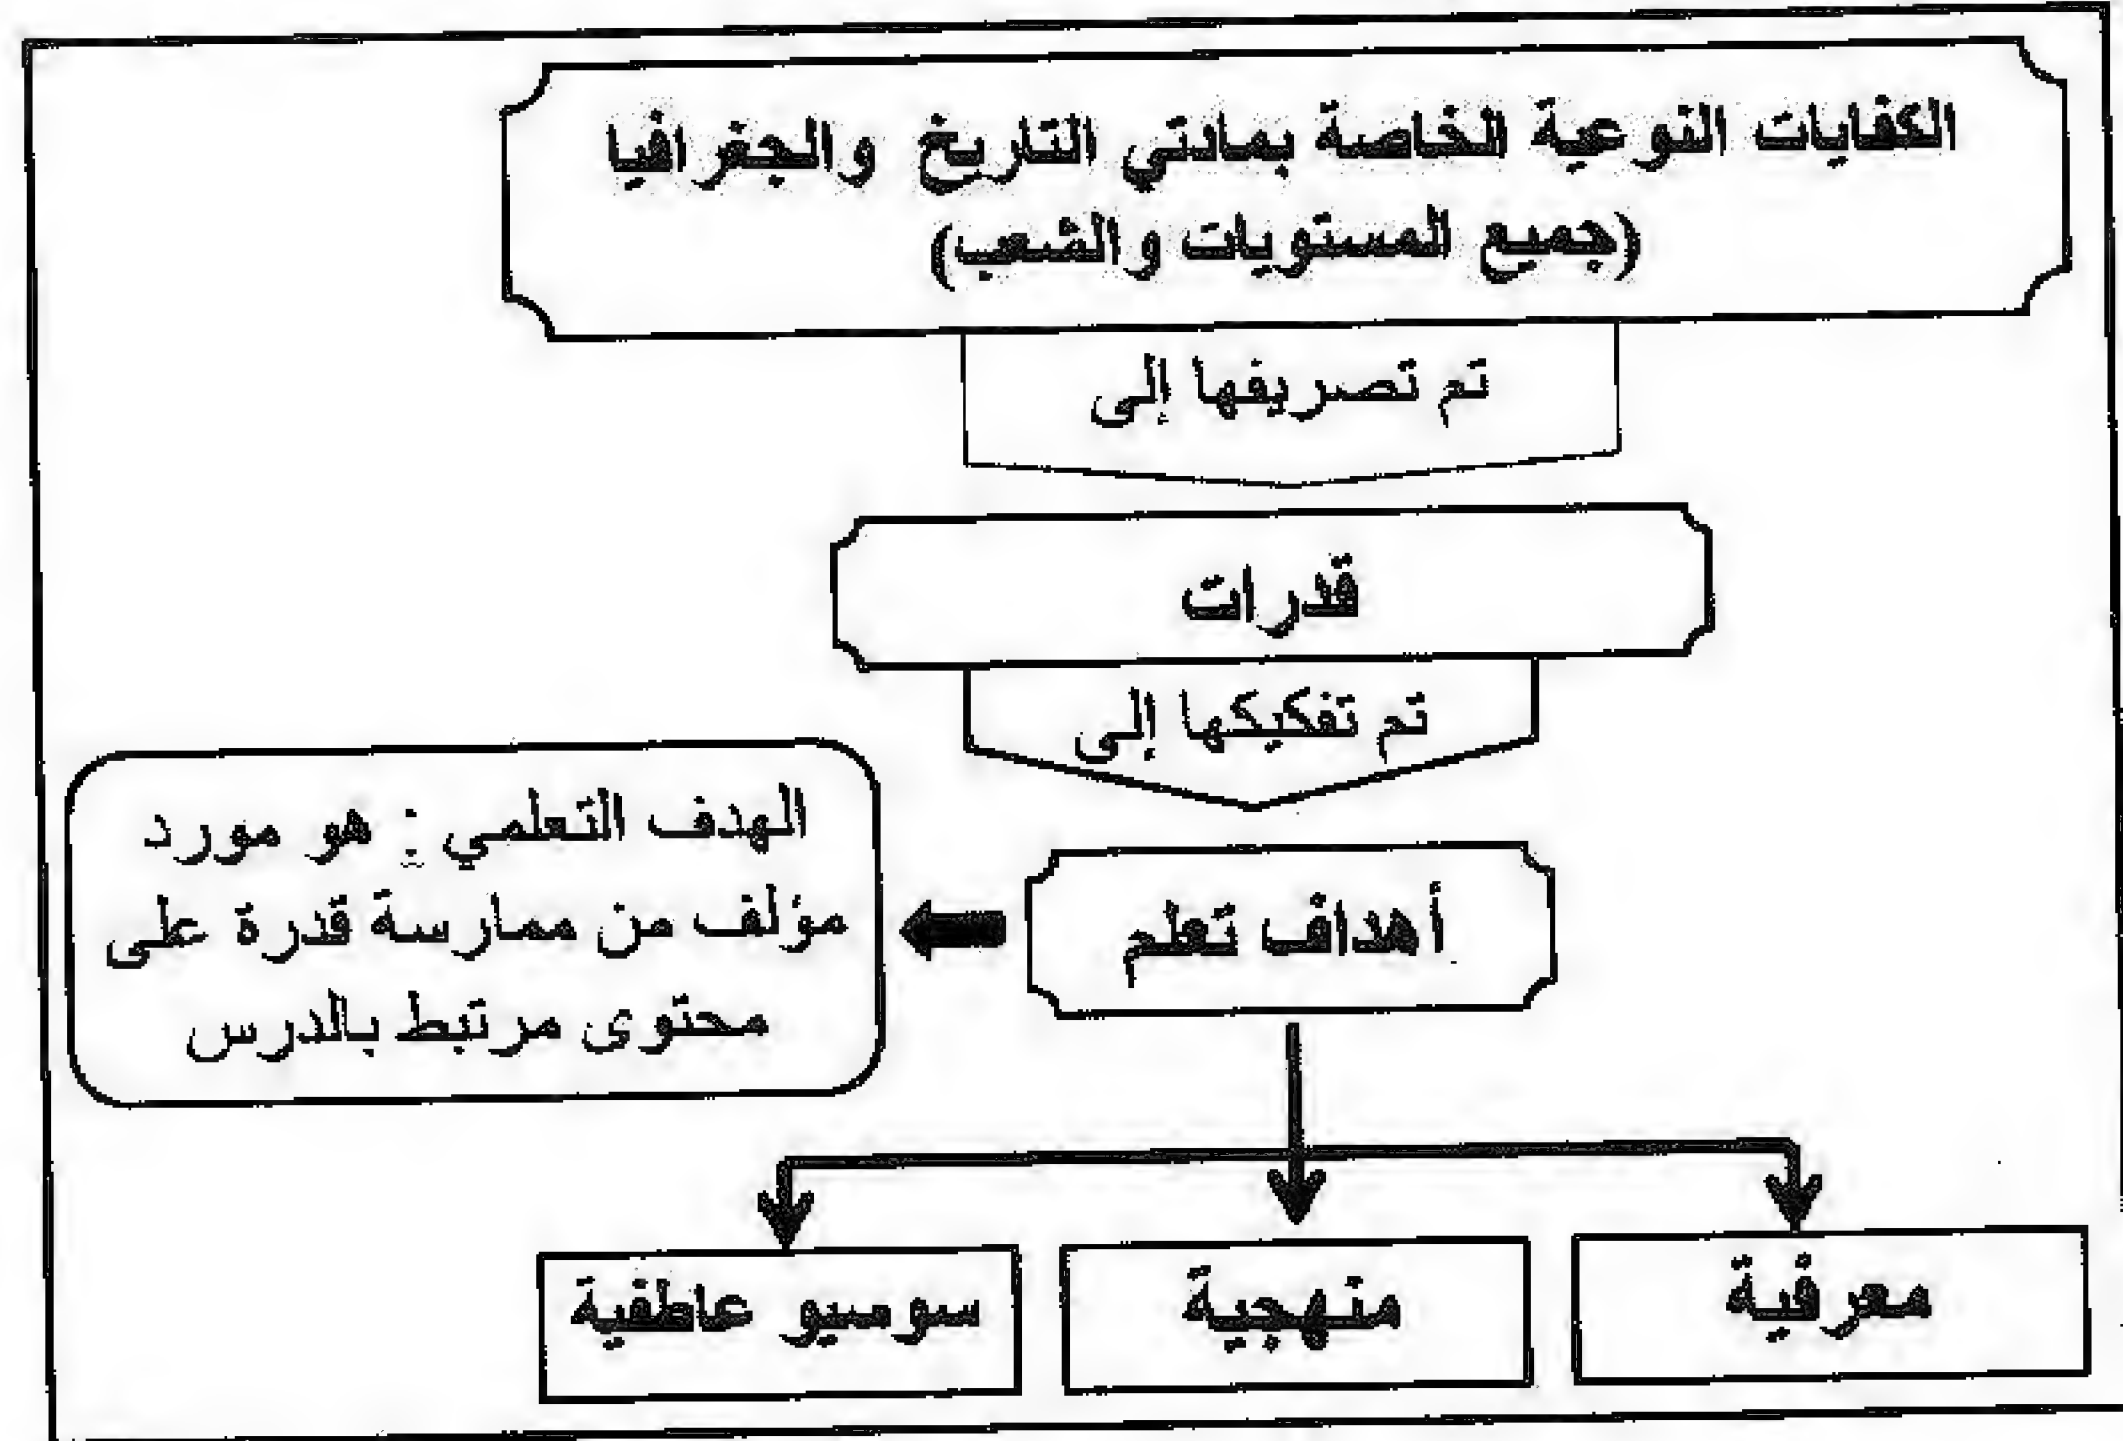 الكفايات النوعية الخاصة بمادتي التاريخ والجغرافيا
(جميع المستويات والشعب)
تم تصريفها إلى
قدرات
تم تفكيكها إلى
أهداف تعلم
الهدف التعلمي : هو مورد
مؤلف من ممارسة قدرة على
محتوى مرتبط بالدرس
معرفية
منهجية
سوسيو عاطفية